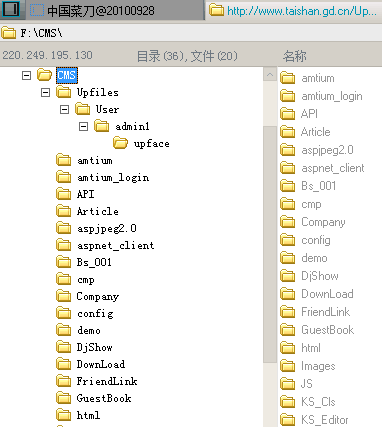 中国菜刀@20100928
http://www.taishan.gd.cn/Up...
F:\CMS\
220.249.195.130 目录(36),文件(20) 名称
CMS
Upfiles
User
admin1
upface
amtium
amtium_login
API
Article
aspjpeg2.0
aspnet_client
Bs_001
cmp
Company
config
demo
DjShow
DownLoad
FriendLink
GuestBook
html
amtium
amtium_login
API
Article
aspjpeg2.0
aspnet_client
Bs_001
cmp
Company
config
demo
DjShow
DownLoad
FriendLink
GuestBook
html
Images
JS
KS_Cls
KS_Editor